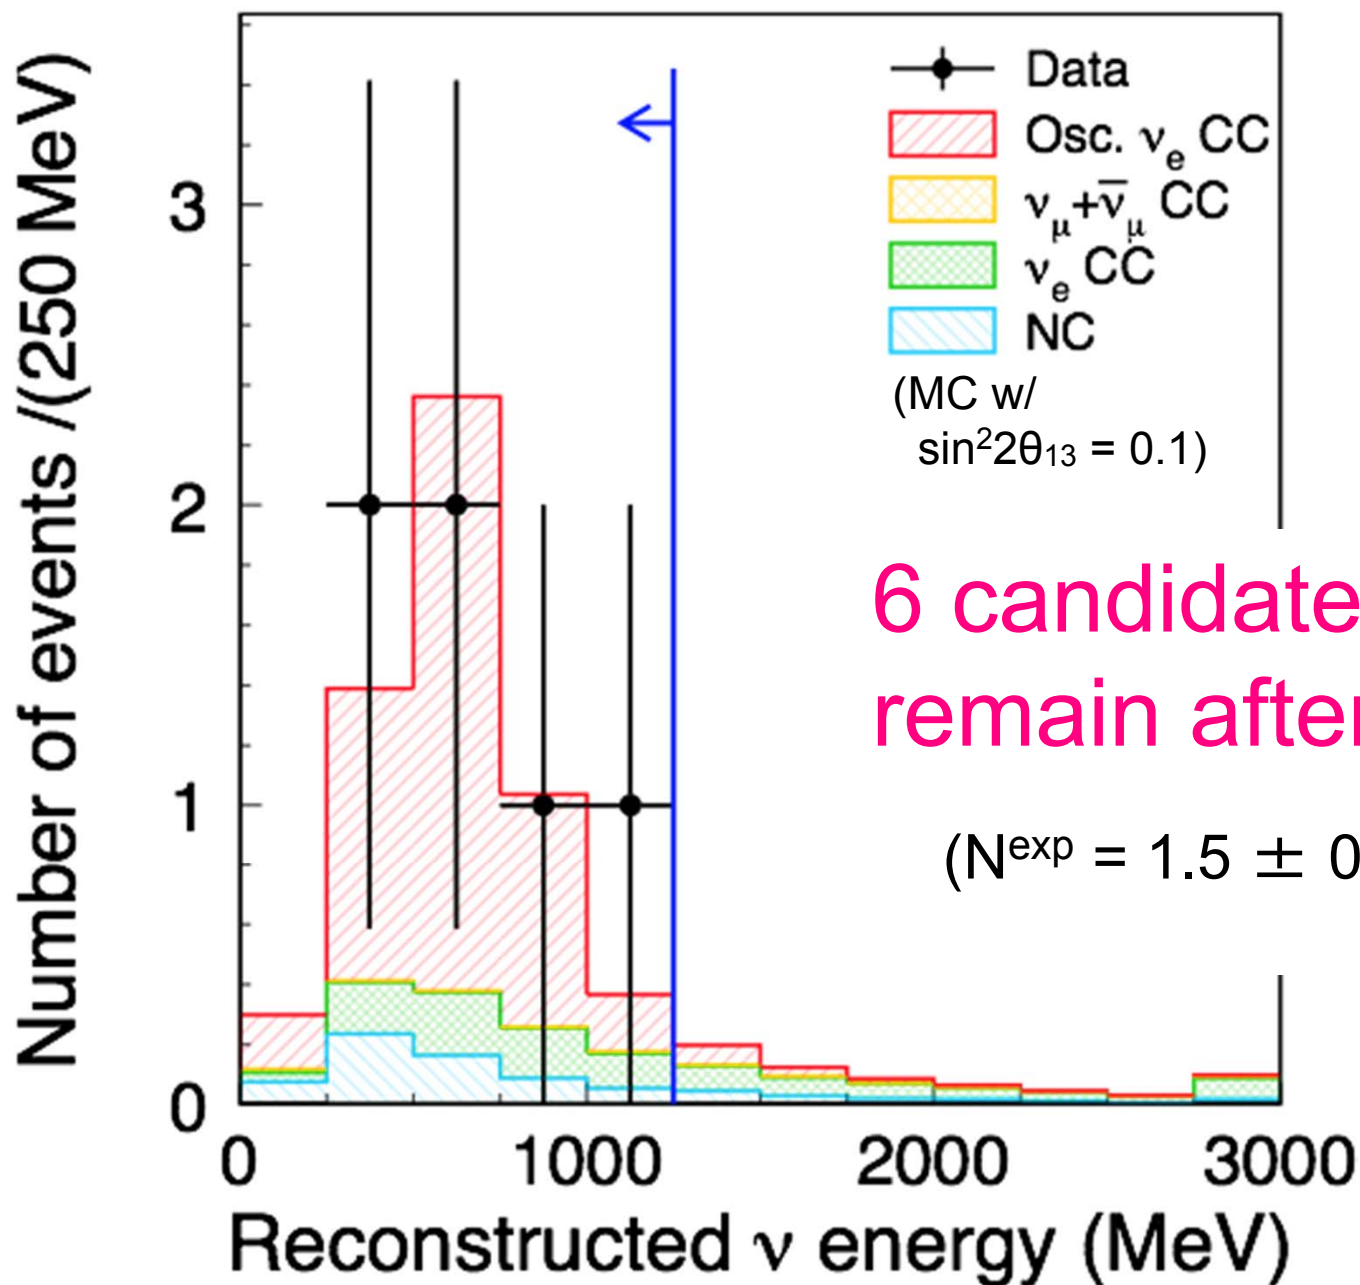 Number of events /(250 MeV)
3
2
1
0
Data
Osc. νe CC
νμ+ν̅μ CC
νe CC
NC
(MC w/
sin²2θ₁₃ = 0.1)
6 candidate
remain after
(Nᵉˣᵖ = 1.5 ± 0
0 1000 2000 3000
Reconstructed ν energy (MeV)